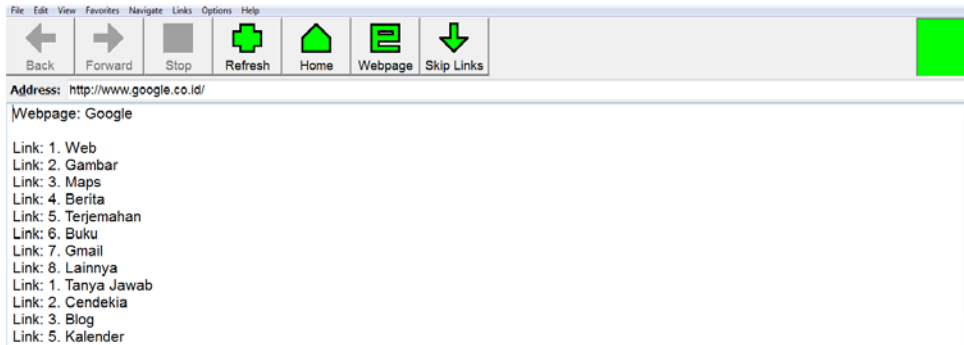 File Edit View Favorites Navigate Links Options Help
Back Forward Stop Refresh Home Webpage Skip Links
Address: http://www.google.co.id/
Webpage: Google
Link: 1. Web
Link: 2. Gambar
Link: 3. Maps
Link: 4. Berita
Link: 5. Terjemahan
Link: 6. Buku
Link: 7. Gmail
Link: 8. Lainnya
Link: 1. Tanya Jawab
Link: 2. Cendekia
Link: 3. Blog
Link: 5. Kalender